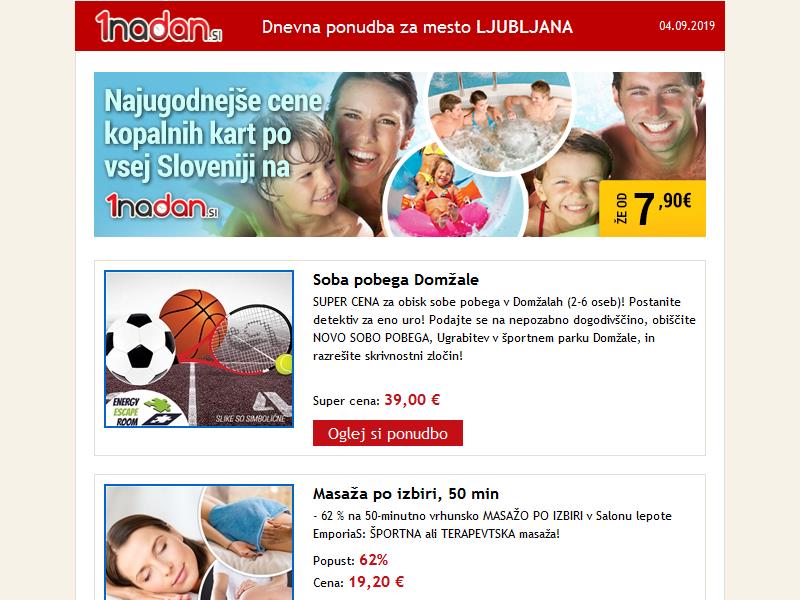 1nadan.SI
Dnevna ponudba za mesto LJUBLJANA
04.09.2019
Najugodnejše cene
kopalnih kart po
vsej Sloveniji na
1nadan.SI
ŽE OD 7,90€
Soba pobega Domžale
SUPER CENA za obisk sobe pobega v Domžalah (2-6 oseb)! Postanite
detektiv za eno uro! Podajte se na nepozabno dogodivščino, obiščite
NOVO SOBO POBEGA, Ugrabitev v športnem parku Domžale, in
razrešite skrivnostni zločin!
ENERGY
ESCAPE
ROOM
SLIKE SO SIMBOLIČNE
Super cena: 39,00 €
Oglej si ponudbo
Masaža po izbiri, 50 min
- 62 % na 50-minutno vrhunsko MASAŽO PO IZBIRI v Salonu lepote
EmporiaS: ŠPORTNA ali TERAPEVTSKA masaža!
Popust: 62%
Cena: 19,20 €